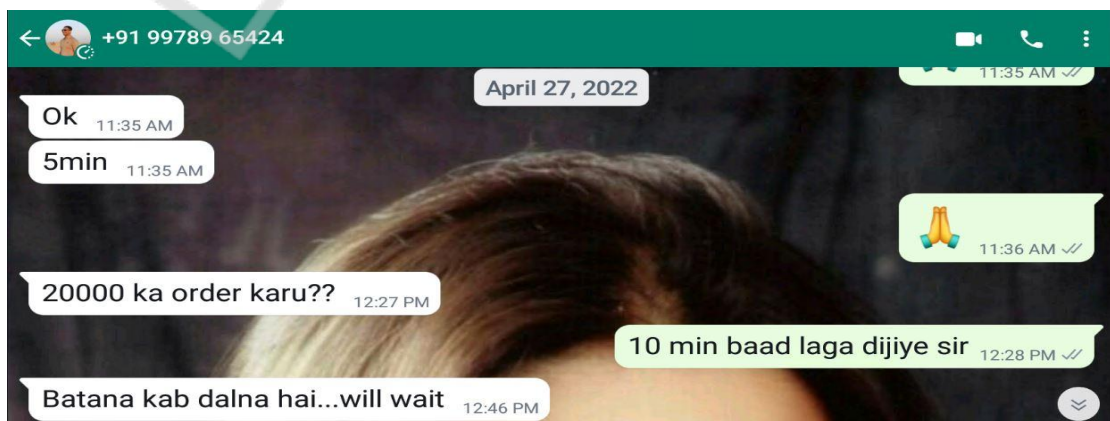 +91 99789 65424
11:35 AM
April 27, 2022
Ok 11:35 AM
5min 11:35 AM
11:36 AM
20000 ka order karu?? 12:27 PM
10 min baad laga dijiye sir 12:28 PM
Batana kab dalna hai...will wait 12:46 PM